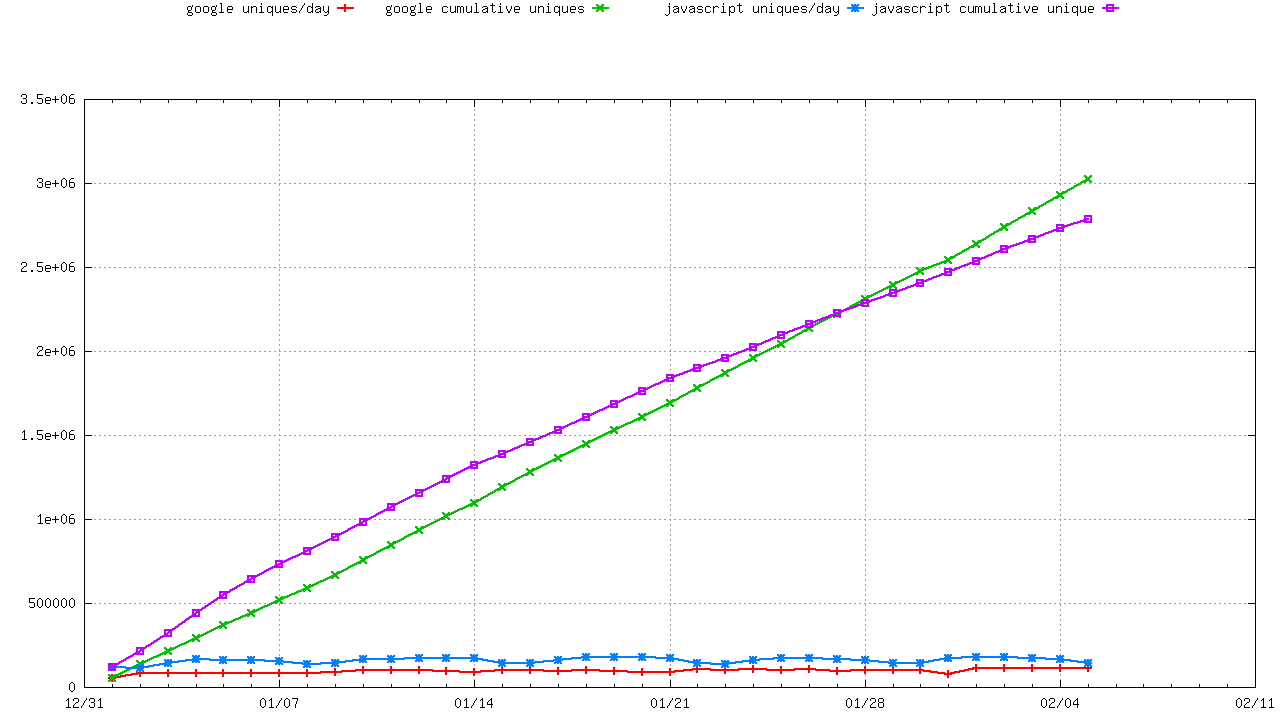 google uniques/day google cumulative uniques javascript uniques/day javascript cumulative unique
3.5e+06
3e+06
2.5e+06
2e+06
1.5e+06
1e+06
500000
0
12/31 01/07 01/14 01/21 01/28 02/04 02/11